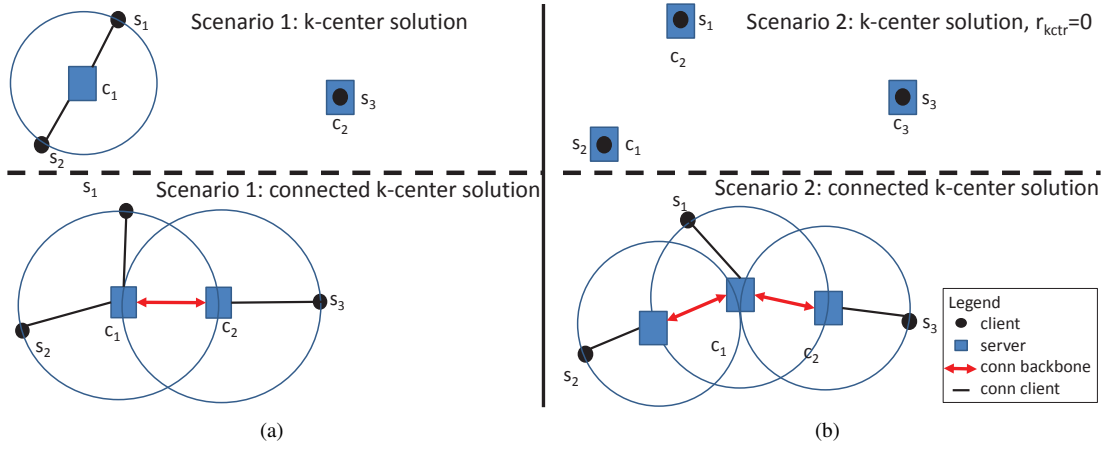 Scenario 1: k-center solution
s1
c1
s2
s3
c2
Scenario 1: connected k-center solution
s1
s2
c1
c2
s3
(a)
Scenario 2: k-center solution, rkctr=0
s1
c2
s3
c3
s2
c1
Scenario 2: connected k-center solution
s1
s2
c1
c2
s3
Legend
client
server
conn backbone
conn client
(b)